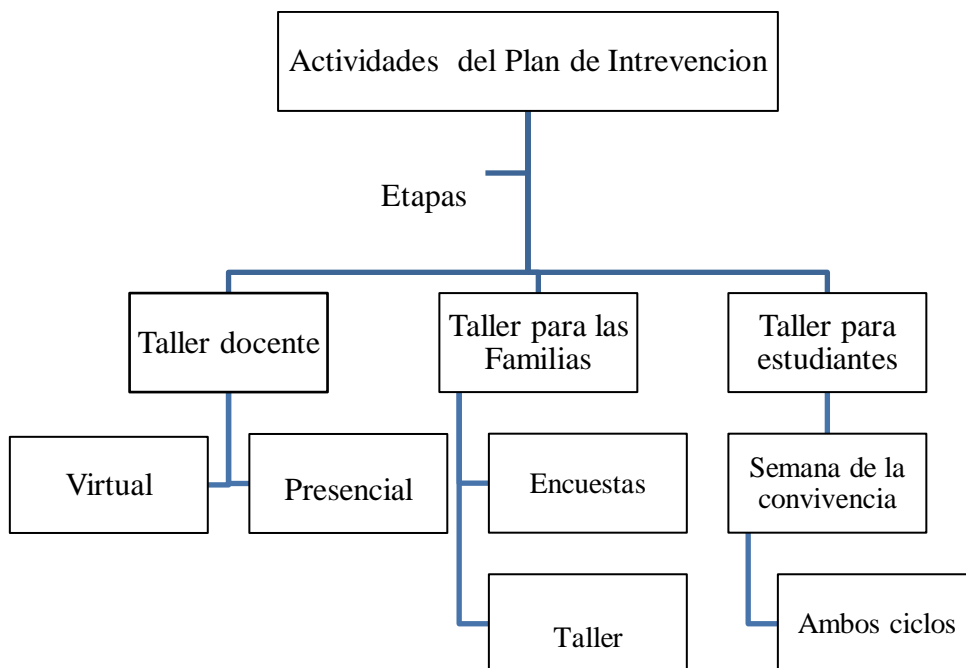 Actividades del Plan de Intrevencion
Etapas
Taller docente
Taller para las
Familias
Taller para
estudiantes
Virtual
Presencial
Encuestas
Semana de la
convivencia
Taller
Ambos ciclos